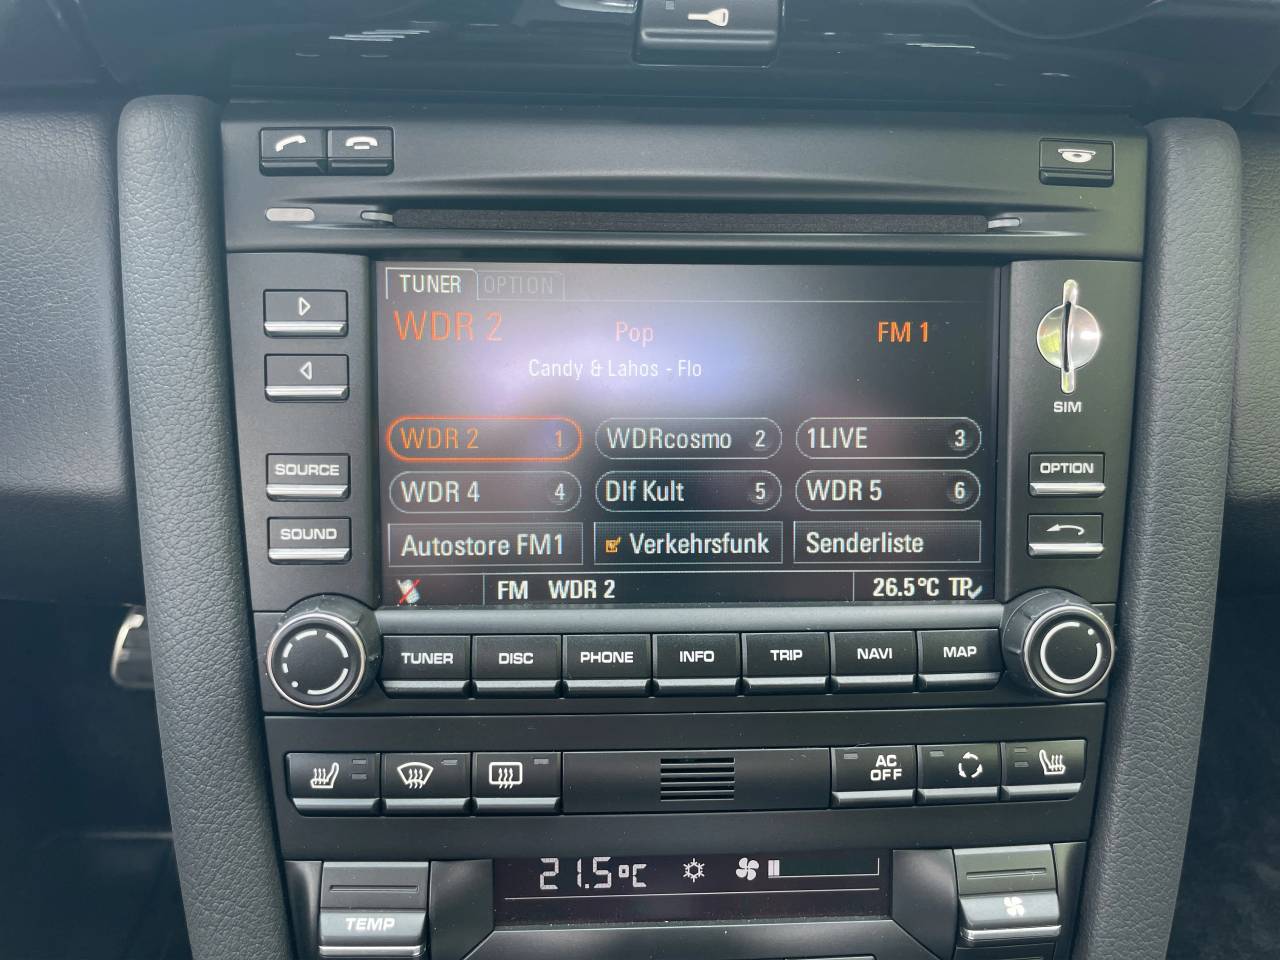 TUNER OPTION
WDR 2 Pop FM 1
Candy & Lahos - Flo
SIM
WDR 2 1 WDRcosmo 2 1LIVE 3
SOURCE
OPTION
WDR 4 4 Dlf Kult 5 WDR 5 6
SOUND
Autostore FM1 Verkehrsfunk Senderliste
FM WDR 2 26.5°C TP
TUNER DISC PHONE INFO TRIP NAVI MAP
AC
OFF
21.5°C
TEMP